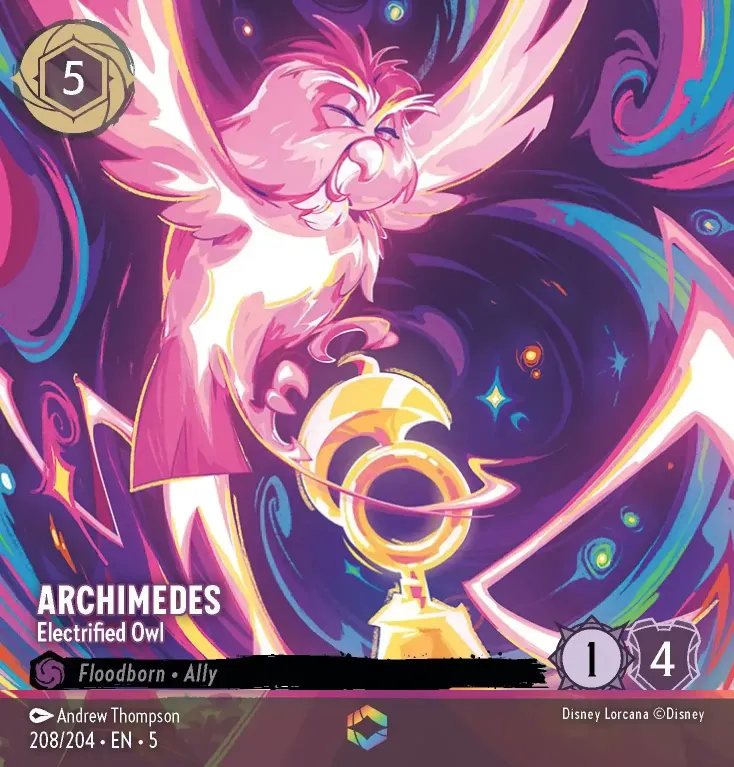 5
ARCHIMEDES
Electrified Owl
Floodborn • Ally
1 4
Andrew Thompson
Disney Lorcana ©Disney
208/204 • EN • 5